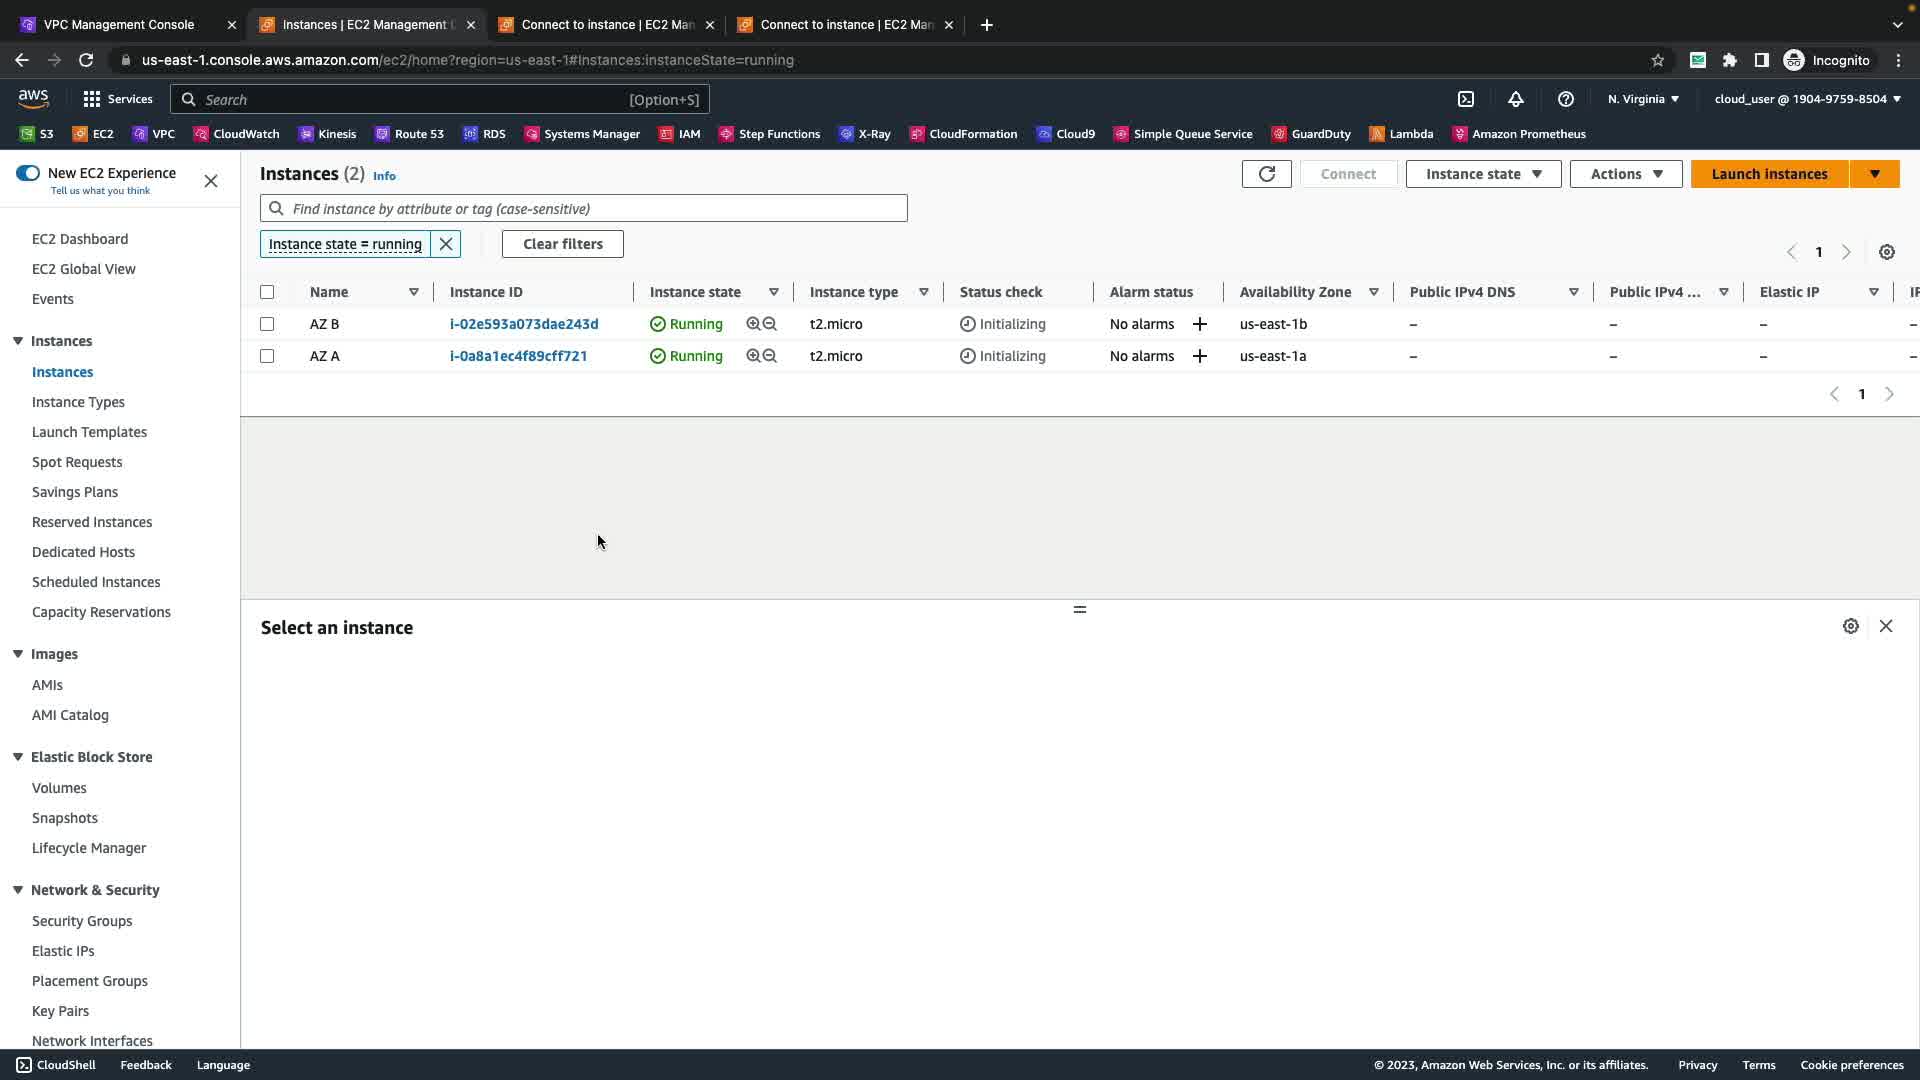 VPC Management Console
Instances | EC2 Management C
Connect to instance | EC2 Man
Connect to instance | EC2 Man
us-east-1.console.aws.amazon.com/ec2/home?region=us-east-1#Instances:instanceState=running
Incognito
aws
Services
Search
[Option+S]
N. Virginia
cloud_user @ 1904-9759-8504
S3
EC2
VPC
CloudWatch
Kinesis
Route 53
RDS
Systems Manager
IAM
Step Functions
X-Ray
CloudFormation
Cloud9
Simple Queue Service
GuardDuty
Lambda
Amazon Prometheus
New EC2 Experience
Tell us what you think
EC2 Dashboard
EC2 Global View
Events
Instances
Instances
Instance Types
Launch Templates
Spot Requests
Savings Plans
Reserved Instances
Dedicated Hosts
Scheduled Instances
Capacity Reservations
Images
AMIs
AMI Catalog
Elastic Block Store
Volumes
Snapshots
Lifecycle Manager
Network & Security
Security Groups
Elastic IPs
Placement Groups
Key Pairs
Network Interfaces
Instances (2) Info
Connect
Instance state
Actions
Launch instances
Find instance by attribute or tag (case-sensitive)
Instance state = running
Clear filters
1
Name Instance ID Instance state Instance type Status check Alarm status Availability Zone Public IPv4 DNS Public IPv4 ... Elastic IP IP
AZ B i-02e593a073dae243d Running t2.micro Initializing No alarms + us-east-1b – – – –
AZ A i-0a8a1ec4f89cff721 Running t2.micro Initializing No alarms + us-east-1a – – – –
1
Select an instance
CloudShell
Feedback
Language
© 2023, Amazon Web Services, Inc. or its affiliates.
Privacy
Terms
Cookie preferences